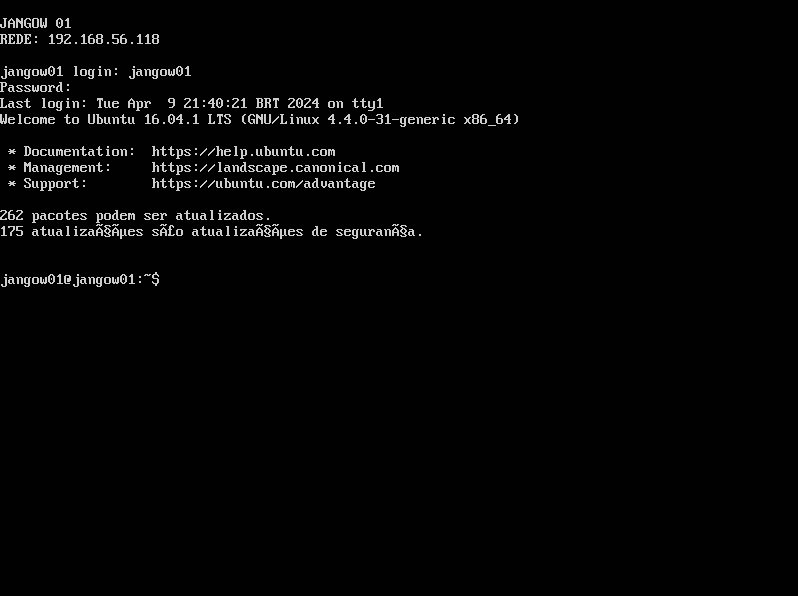 JANGOW 01
REDE: 192.168.56.118
jangow01 login: jangow01
Password:
Last login: Tue Apr  9 21:40:21 BRT 2024 on tty1
Welcome to Ubuntu 16.04.1 LTS (GNU/Linux 4.4.0-31-generic x86_64)
 * Documentation:  https://help.ubuntu.com
 * Management:     https://landscape.canonical.com
 * Support:        https://ubuntu.com/advantage
262 pacotes podem ser atualizados.
175 atualizaÃ§Ãµes sÃ£o atualizaÃ§Ãµes de seguranÃ§a.
jangow01@jangow01:~$